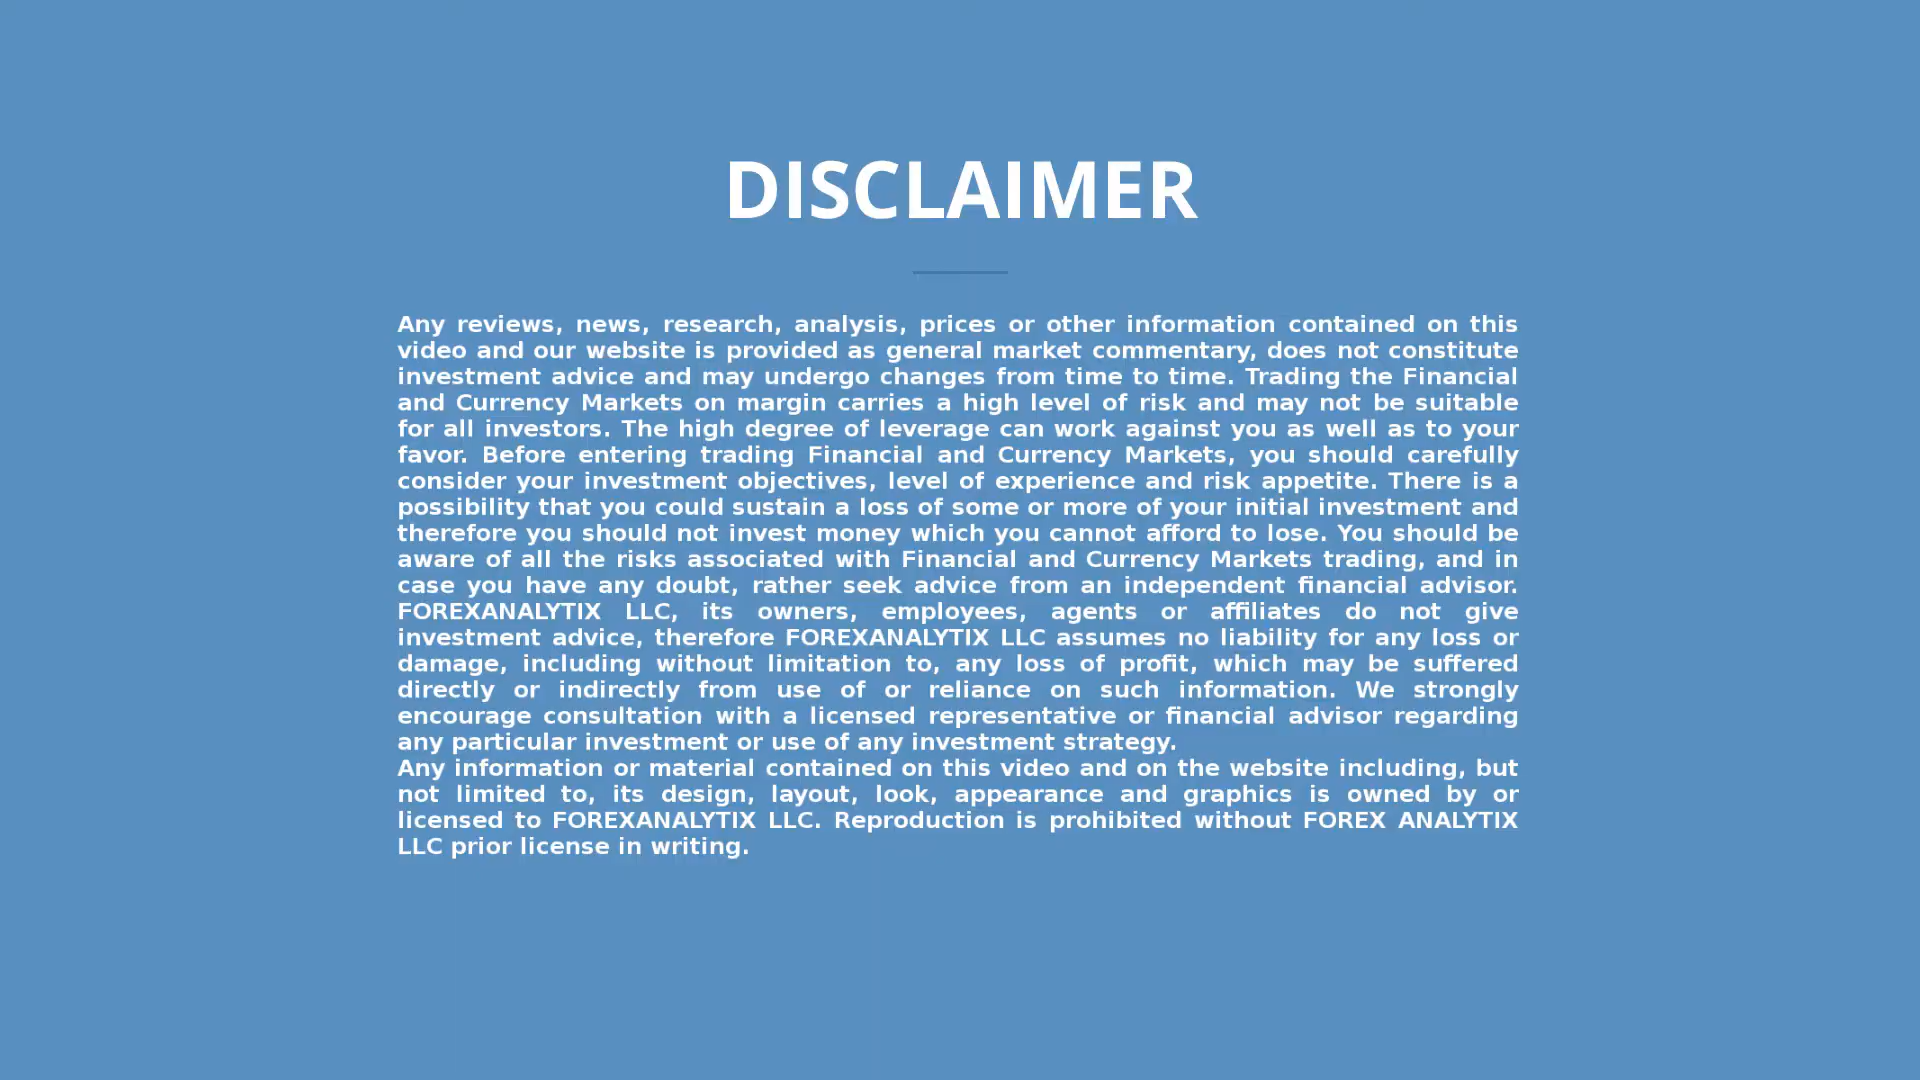 DISCLAIMER
Any reviews, news, research, analysis, prices or other information contained on this
video and our website is provided as general market commentary, does not constitute
investment advice and may undergo changes from time to time. Trading the Financial
and Currency Markets on margin carries a high level of risk and may not be suitable
for all investors. The high degree of leverage can work against you as well as to your
favor. Before entering trading Financial and Currency Markets, you should carefully
consider your investment objectives, level of experience and risk appetite. There is a
possibility that you could sustain a loss of some or more of your initial investment and
therefore you should not invest money which you cannot afford to lose. You should be
aware of all the risks associated with Financial and Currency Markets trading, and in
case you have any doubt, rather seek advice from an independent financial advisor.
FOREXANALYTIX LLC, its owners, employees, agents or affiliates do not give
investment advice, therefore FOREXANALYTIX LLC assumes no liability for any loss or
damage, including without limitation to, any loss of profit, which may be suffered
directly or indirectly from use of or reliance on such information. We strongly
encourage consultation with a licensed representative or financial advisor regarding
any particular investment or use of any investment strategy.
Any information or material contained on this video and on the website including, but
not limited to, its design, layout, look, appearance and graphics is owned by or
licensed to FOREXANALYTIX LLC. Reproduction is prohibited without FOREX ANALYTIX
LLC prior license in writing.